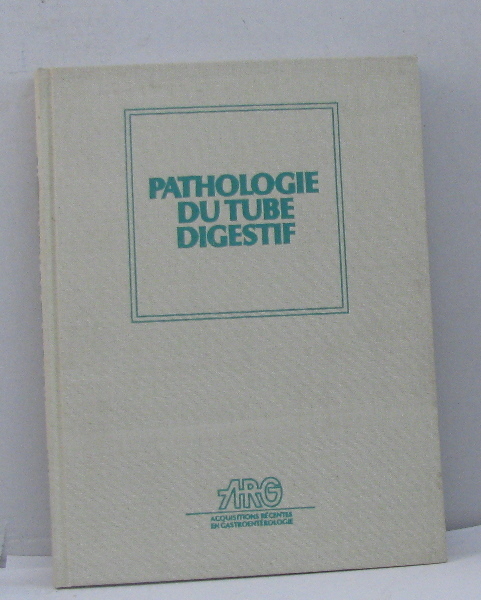 PATHOLOGIE
DU TUBE
DIGESTIF
ARG
ACQUISITIONS RÉCENTES
EN GASTROENTÉROLOGIE